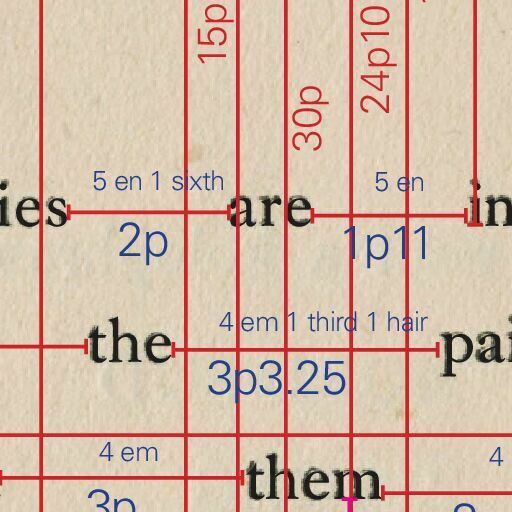 15p
24p10
30p
5 en 1 sixth
5 en
ies are in
2p
1p11
4 em 1 third 1 hair
the pai
3p3.25
4 em
4
them
3p